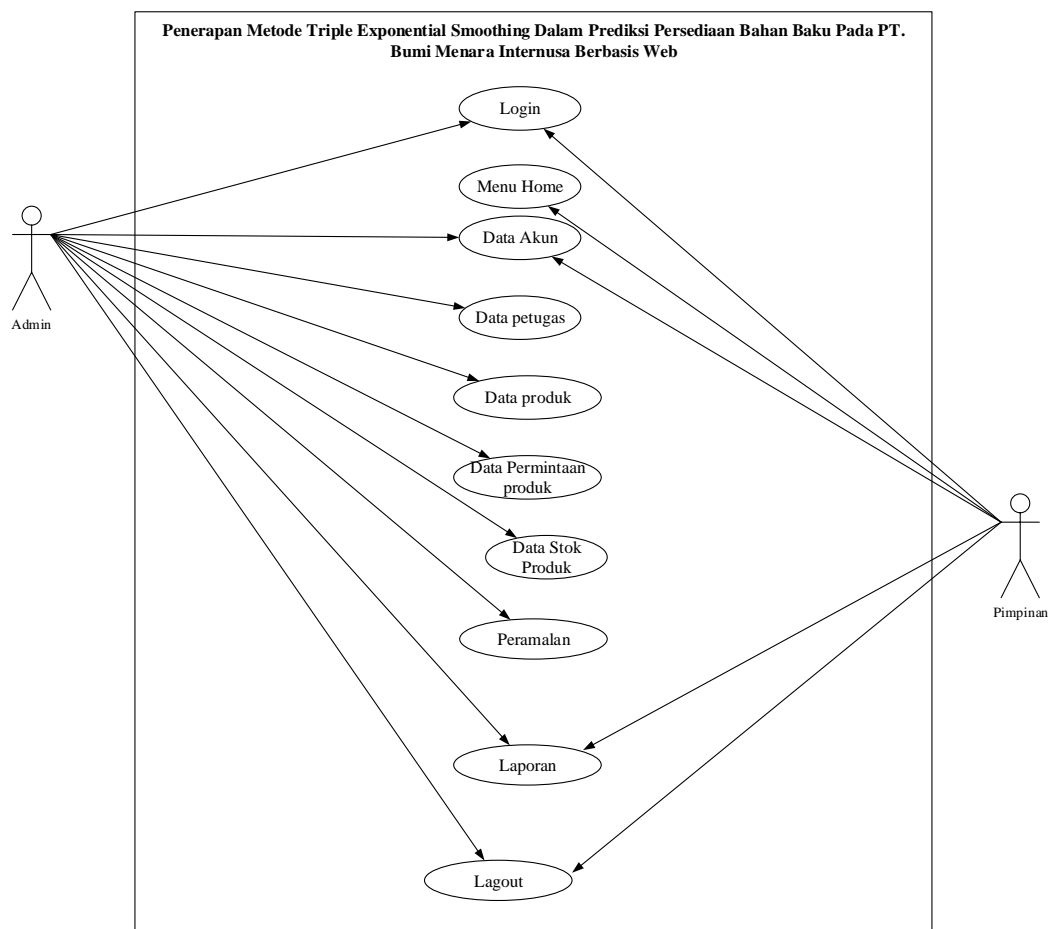 Penerapan Metode Triple Exponential Smoothing Dalam Prediksi Persediaan Bahan Baku Pada PT.
Bumi Menara Internusa Berbasis Web
Login
Menu Home
Data Akun
Data petugas
Admin
Data produk
Data Permintaan
produk
Data Stok
Produk
Pimpinan
Peramalan
Laporan
Lagout